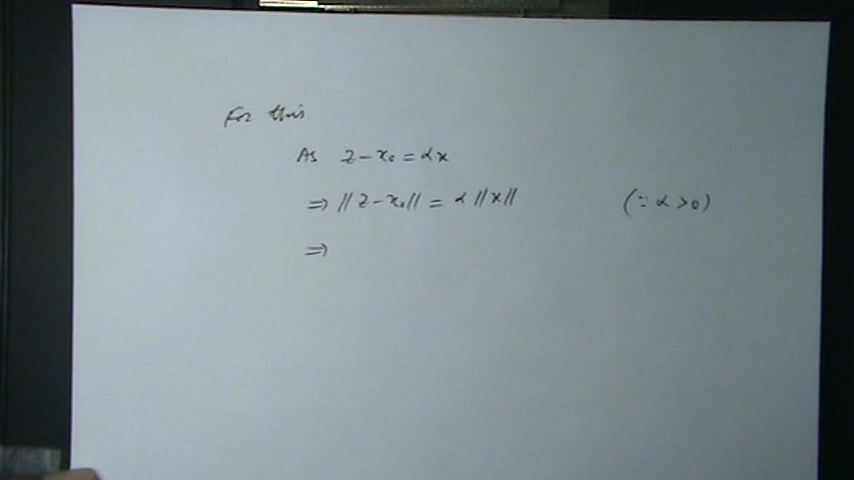 For this
As z - x₀ = αx
⇒ ||z - x₀|| = α ||x|| (∵ α > 0)
⇒